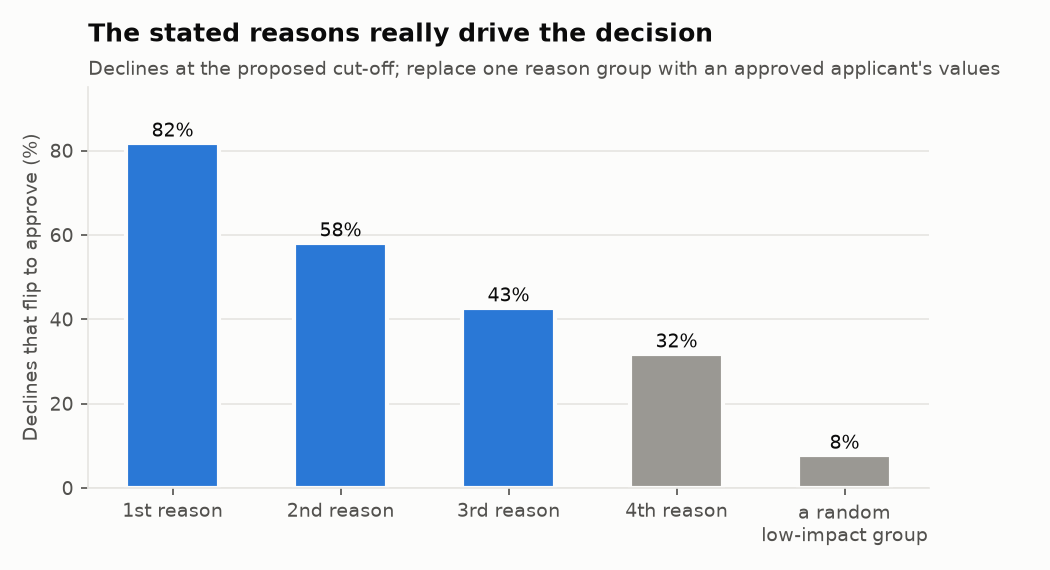 The stated reasons really drive the decision
Declines at the proposed cut-off; replace one reason group with an approved applicant's values
Declines that flip to approve (%)
80
60
40
20
0
82%
58%
43%
32%
8%
1st reason
2nd reason
3rd reason
4th reason
a random
low-impact group